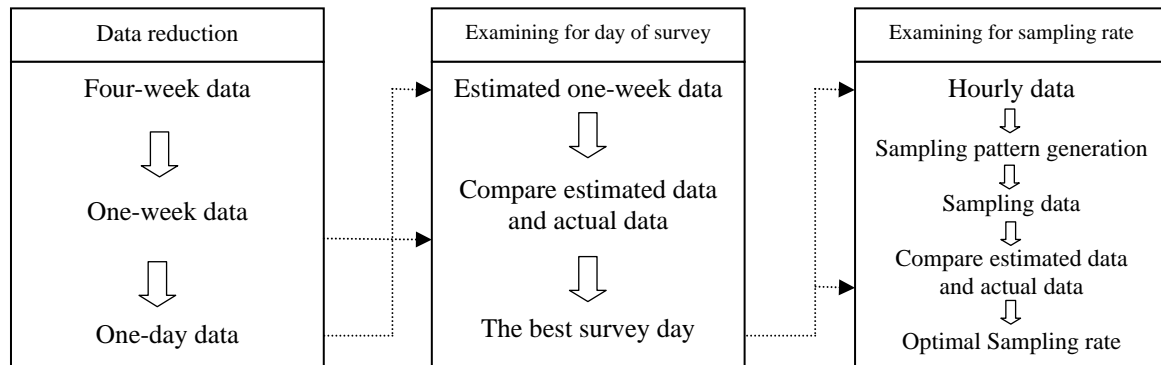 Data reduction
Four-week data
One-week data
One-day data
Examining for day of survey
Estimated one-week data
Compare estimated data
and actual data
The best survey day
Examining for sampling rate
Hourly data
Sampling pattern generation
Sampling data
Compare estimated data
and actual data
Optimal Sampling rate